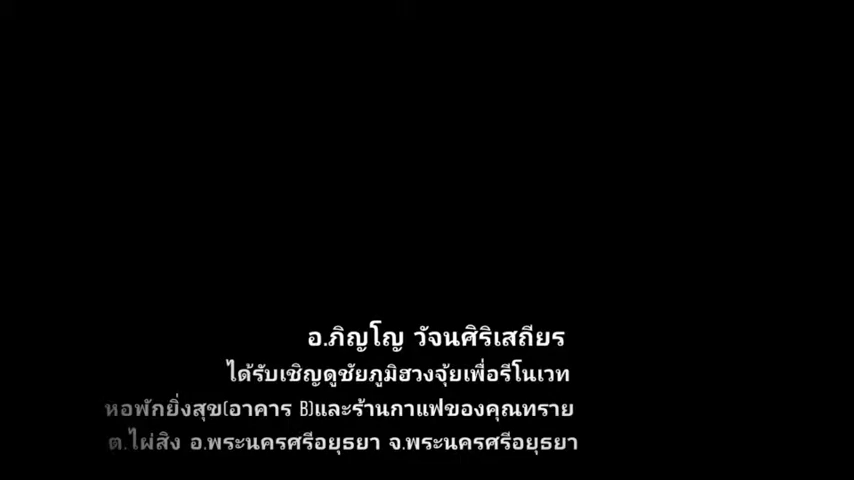 อ.ภิญโญ วัจนศิริเสถียร
ได้รับเชิญดูชัยภูมิฮวงจุ้ยเพื่อรีโนเวท
หอพักยิ่งสุข(อาคาร B)และร้านกาแฟของคุณทราย
ต.ไผ่สิง อ.พระนครศรีอยุธยา จ.พระนครศรีอยุธยา